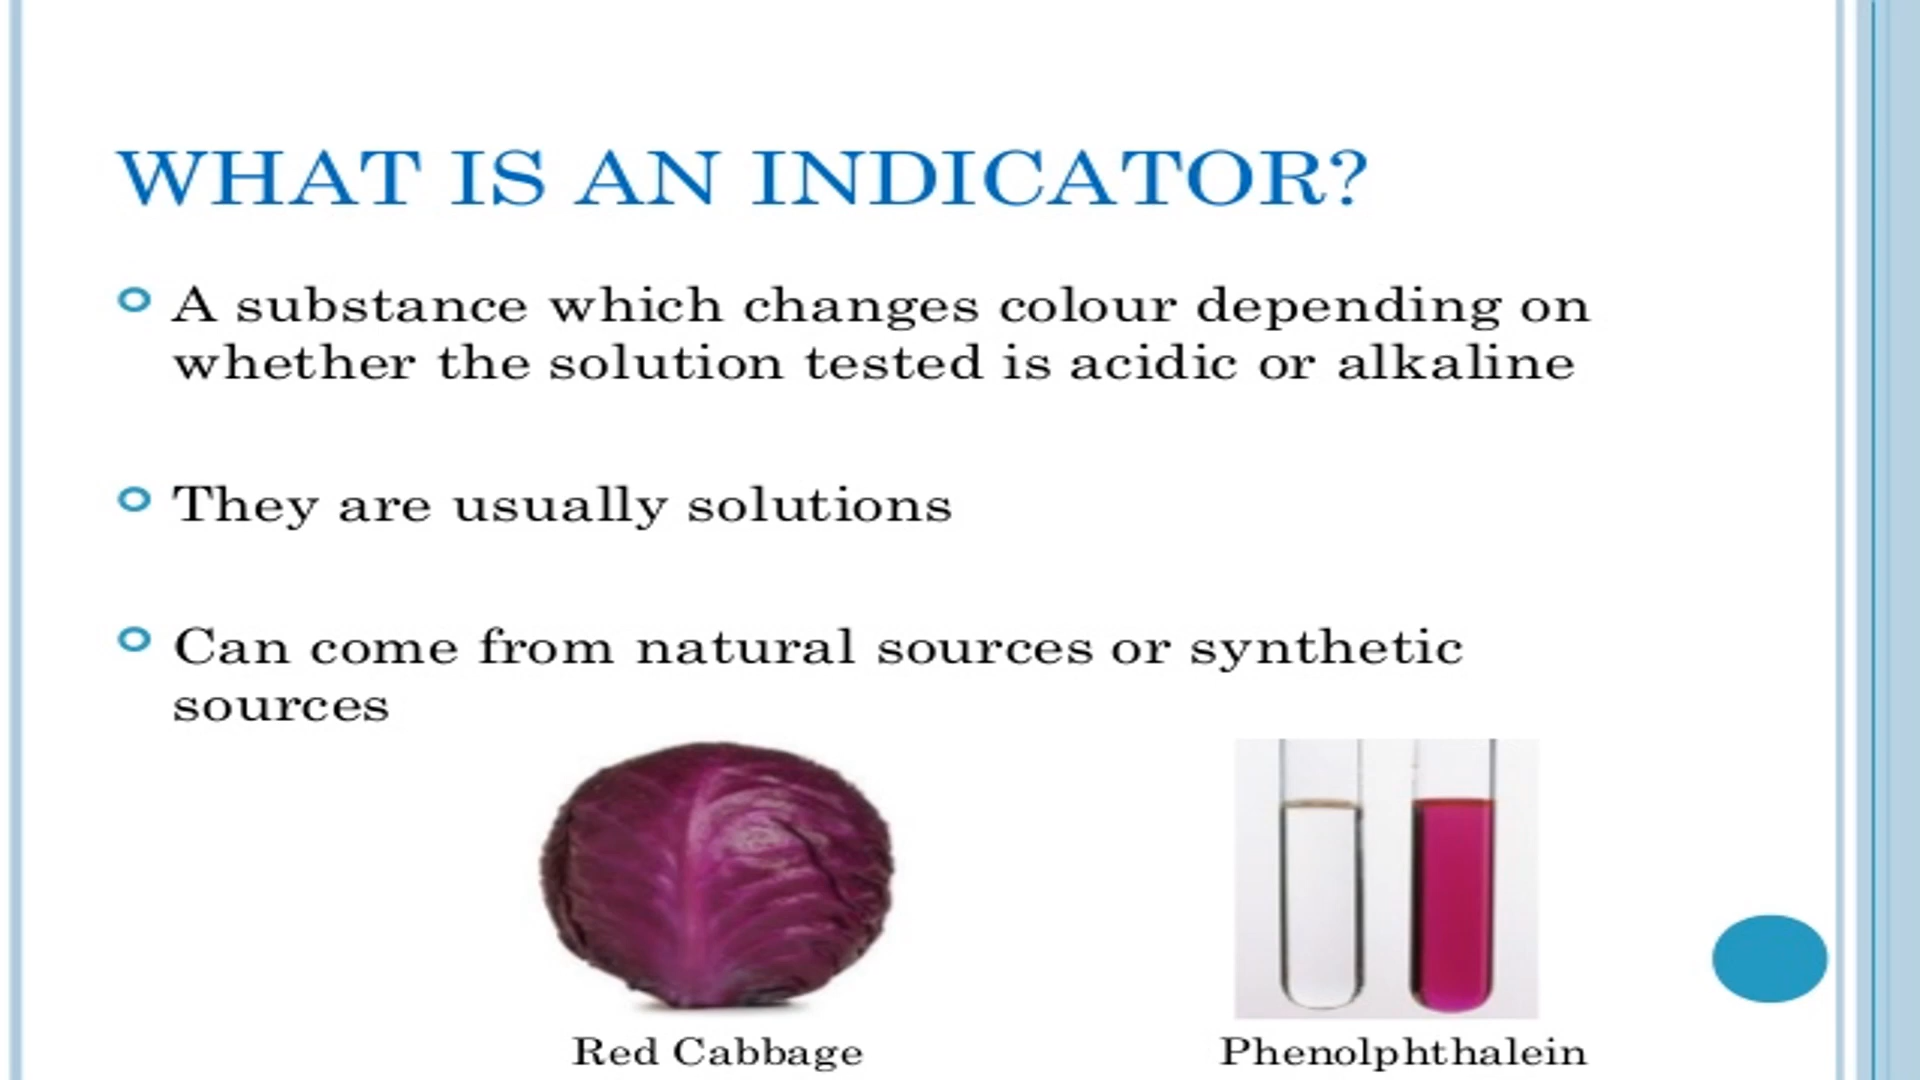 WHAT IS AN INDICATOR?
A substance which changes colour depending on
whether the solution tested is acidic or alkaline
They are usually solutions
Can come from natural sources or synthetic
sources
Red Cabbage
Phenolphthalein